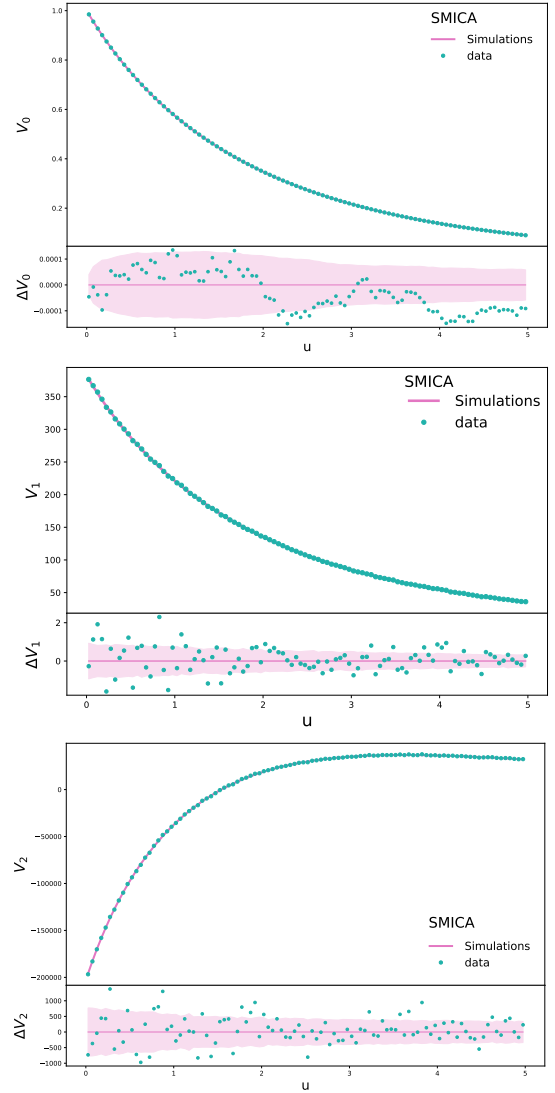 SMICA
Simulations
data
V0
1.0
0.8
0.6
0.4
0.2
ΔV0
0.0001
0.0000
−0.0001
0 1 2 3 4 5
u
SMICA
Simulations
data
V1
350
300
250
200
150
100
50
ΔV1
2
0
0 1 2 3 4 5
u
V2
0
−50000
−100000
−150000
−200000
SMICA
Simulations
data
ΔV2
1000
500
0
−500
−1000
0 1 2 3 4 5
u